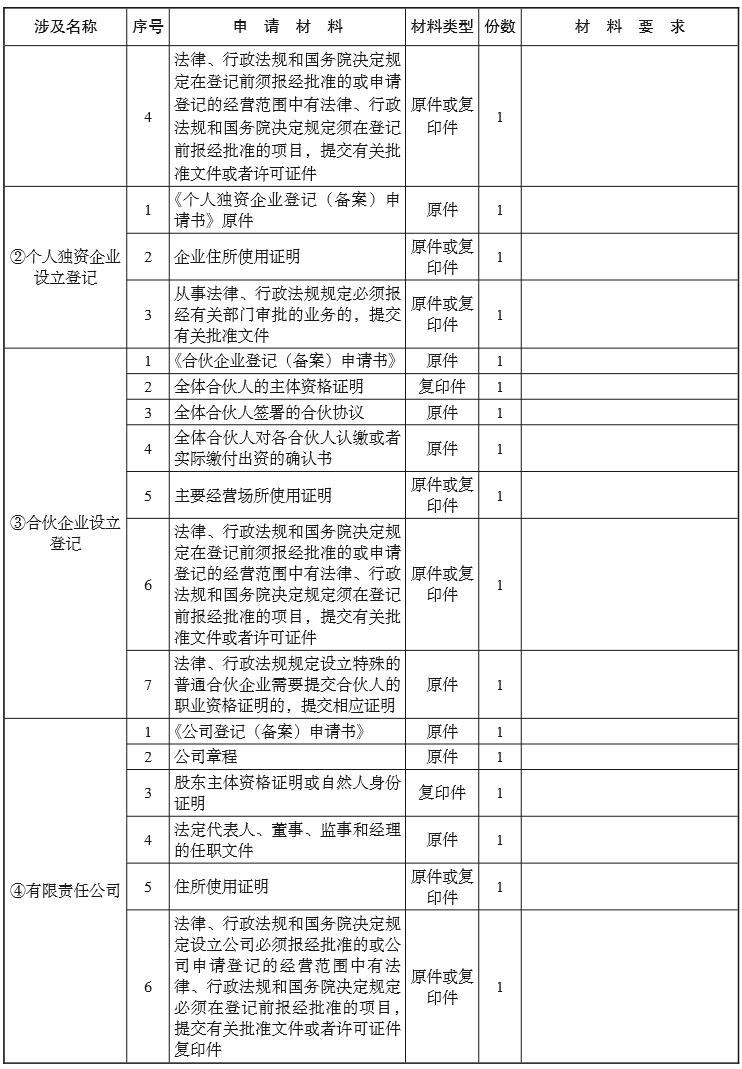 涉及名称 序号 申请材料 材料类型 份数 材料要求
4
法律、行政法规和国务院决定规
定在登记前须报经批准的或申请
登记的经营范围中有法律、行政
法规和国务院决定规定须在登记
前报经批准的项目，提交有关批
准文件或者许可证件
原件或复
印件
1
②个人独资企业
设立登记
1
《个人独资企业登记（备案）申
请书》原件
原件
1
2
企业住所使用证明
原件或复
印件
1
3
从事法律、行政法规规定必须报
经有关部门审批的业务的，提交
有关批准文件
原件或复
印件
1
③合伙企业设立
登记
1 《合伙企业登记（备案）申请书》 原件 1
2 全体合伙人的主体资格证明 复印件 1
3 全体合伙人签署的合伙协议 原件 1
4
全体合伙人对各合伙人认缴或者
实际缴付出资的确认书
原件
1
5
主要经营场所使用证明
原件或复
印件
1
6
法律、行政法规和国务院决定规
定在登记前须报经批准的或申请
登记的经营范围中有法律、行政
法规和国务院决定规定须在登记
前报经批准的项目，提交有关批
准文件或者许可证件
原件或复
印件
1
7
法律、行政法规规定设立特殊的
普通合伙企业需要提交合伙人的
职业资格证明的，提交相应证明
原件
1
④有限责任公司
1 《公司登记（备案）申请书》 原件 1
2 公司章程 原件 1
3
股东主体资格证明或自然人身份
证明
复印件
1
4
法定代表人、董事、监事和经理
的任职文件
原件
1
5
住所使用证明
原件或复
印件
1
6
法律、行政法规和国务院决定规
定设立公司必须报经批准的或公
司申请登记的经营范围中有法
律、行政法规和国务院决定规定
必须在登记前报经批准的项目，
提交有关批准文件或者许可证件
复印件
原件或复
印件
1